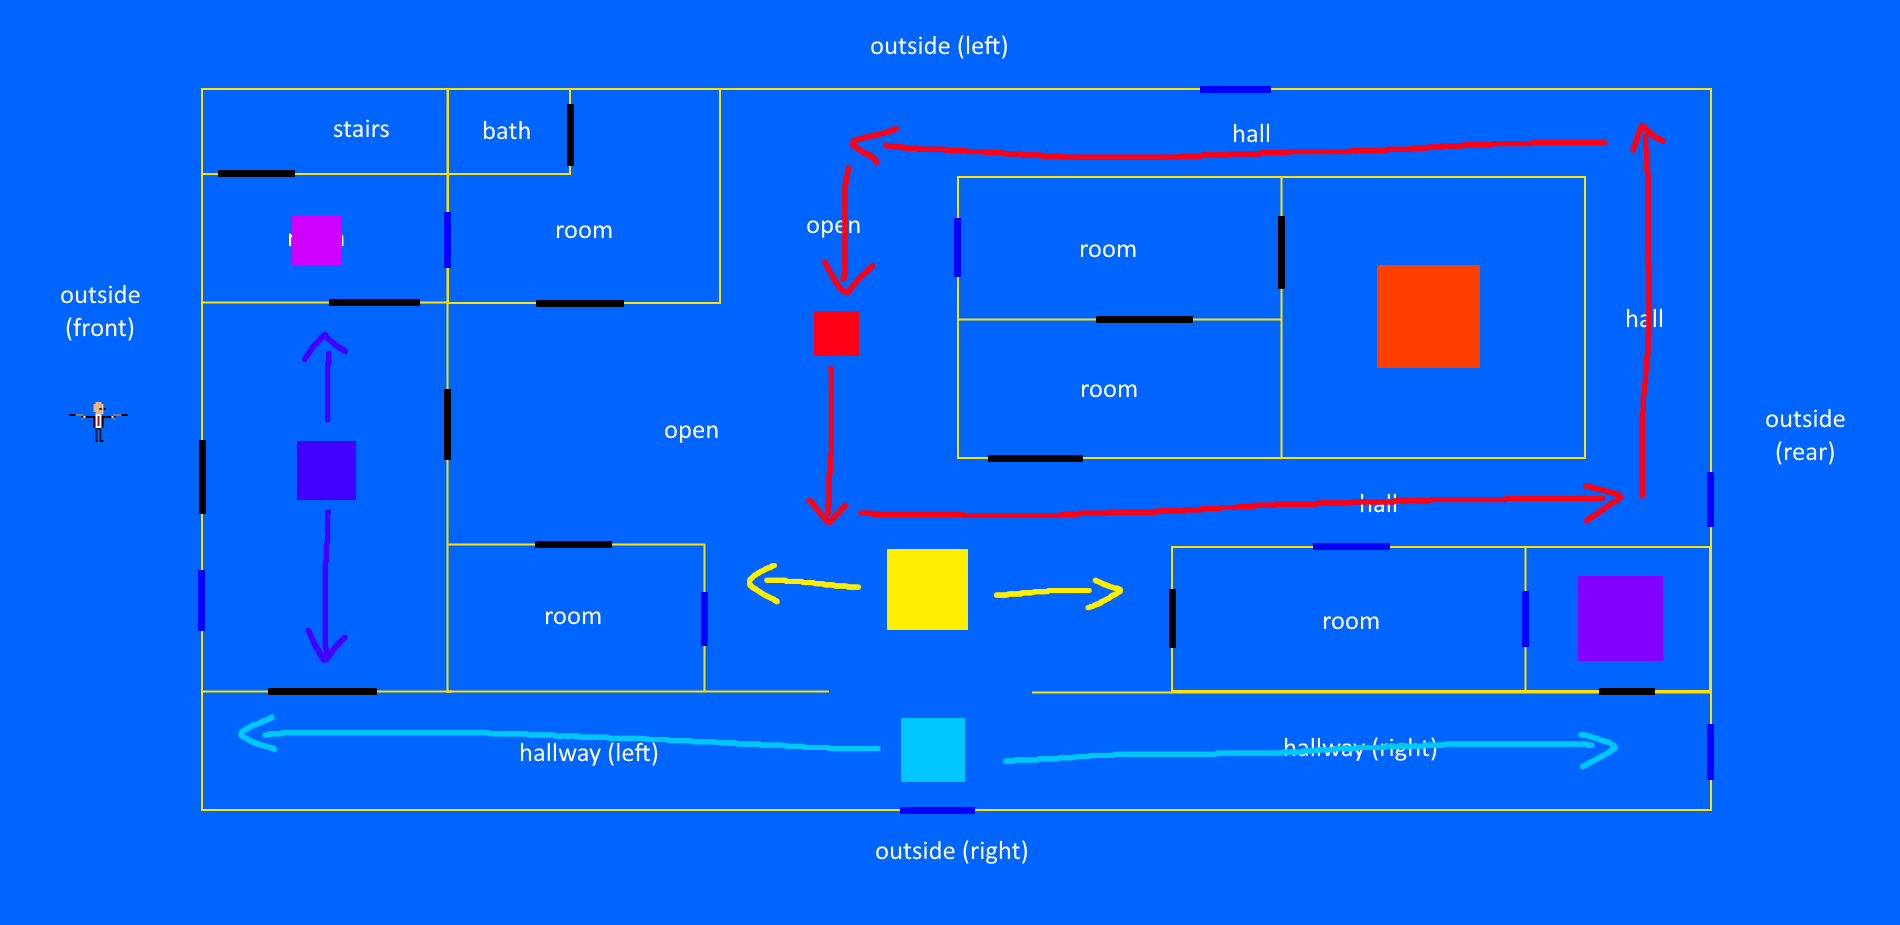 outside (left)
stairs
bath
hall
room
open
room
outside
(front)
hall
room
open
outside
(rear)
hall
room
room
hallway (left)
hallway (right)
outside (right)